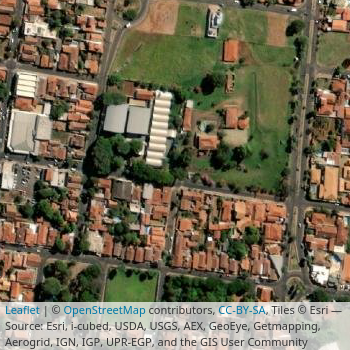 Leaflet | © OpenStreetMap contributors, CC-BY-SA, Tiles © Esri —
Source: Esri, i-cubed, USDA, USGS, AEX, GeoEye, Getmapping,
Aerogrid, IGN, IGP, UPR-EGP, and the GIS User Community